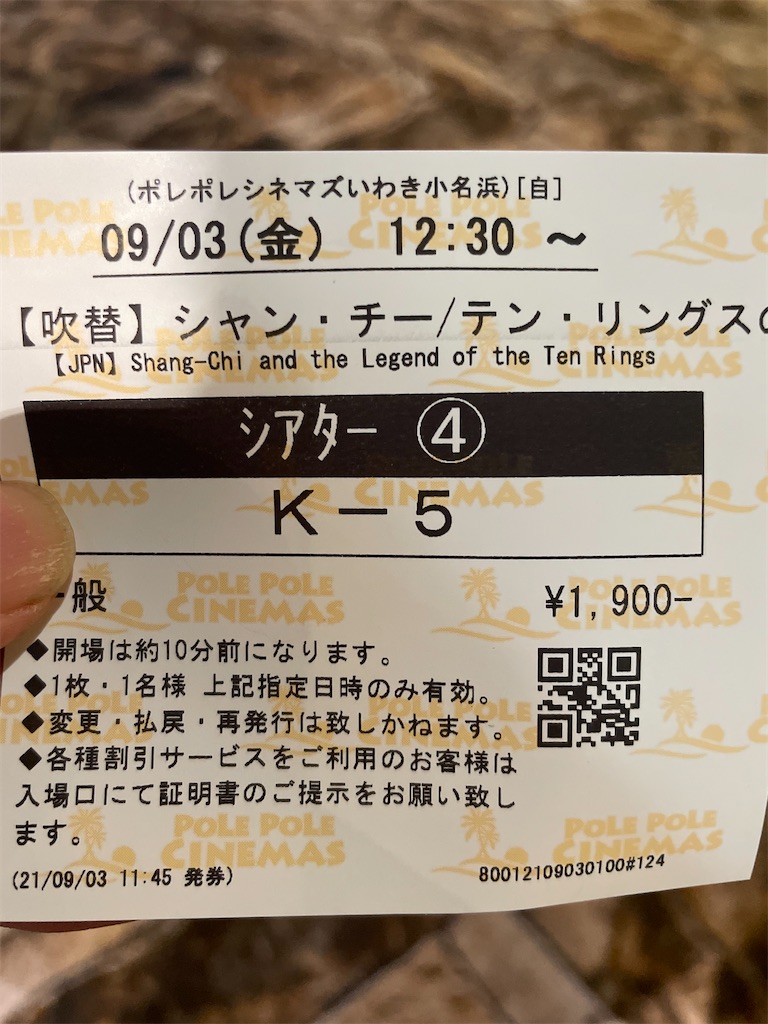 (ポレポレシネマズいわき小名浜)[自]
09/03(金) 12:30 ～
【吹替】シャン・チー/テン・リングスの
【JPN】Shang-Chi and the Legend of the Ten Rings
シアター ④
K－5
般 ¥1,900-
◆開場は約10分前になります。
◆1枚・1名様 上記指定日時のみ有効。
◆変更・払戻・再発行は致しかねます。
◆各種割引サービスをご利用のお客様は
入場口にて証明書のご提示をお願い致し
ます。
(21/09/03 11:45 発券)
80012109030100#124
POLE POLE
CINEMAS